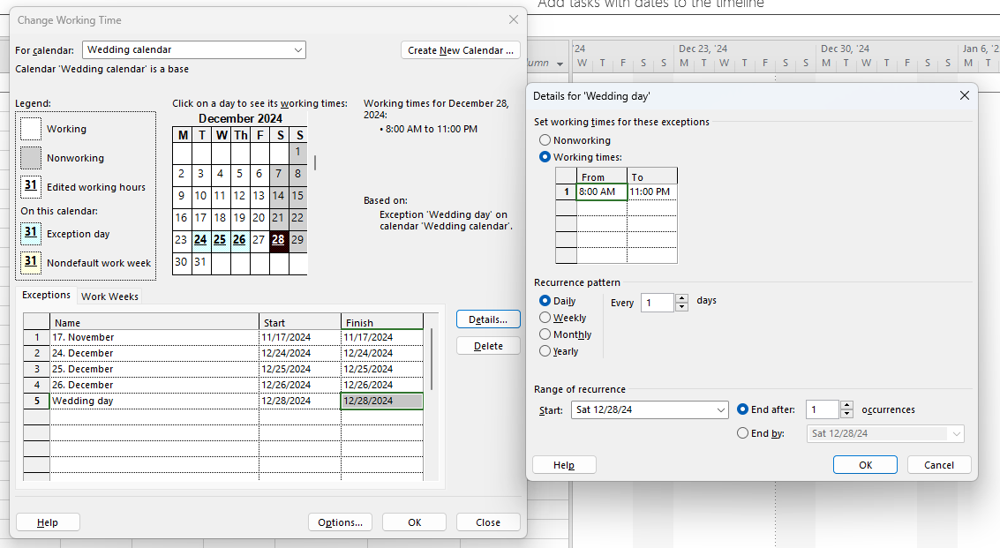 Add tasks with dates to the timeline
Change Working Time
For calendar: Wedding calendar
Create New Calendar ...
Calendar 'Wedding calendar' is a base
Legend:
Working
Nonworking
31 Edited working hours
On this calendar:
31 Exception day
31 Nondefault work week
Click on a day to see its working times:
December 2024
M T W Th F S S
1
2 3 4 5 6 7 8
9 10 11 12 13 14 15
16 17 18 19 20 21 22
23 24 25 26 27 28 29
30 31
Working times for December 28,
2024:
• 8:00 AM to 11:00 PM
Based on:
Exception 'Wedding day' on
calendar 'Wedding calendar'.
Exceptions Work Weeks
Name Start Finish
1 17. November 11/17/2024 11/17/2024
2 24. December 12/24/2024 12/24/2024
3 25. December 12/25/2024 12/25/2024
4 26. December 12/26/2024 12/26/2024
5 Wedding day 12/28/2024 12/28/2024
Details...
Delete
Help
Options...
OK
Close
'24 Dec 23, '24 Dec 30, '24 Jan 6, '2
W T F S S M T W T F S S M T W T F S S M T
Details for 'Wedding day'
Set working times for these exceptions
Nonworking
Working times:
From To
1 8:00 AM 11:00 PM
Recurrence pattern
Daily
Weekly
Monthly
Yearly
Every 1 days
Range of recurrence
Start: Sat 12/28/24
End after: 1 occurrences
End by: Sat 12/28/24
Help
OK
Cancel